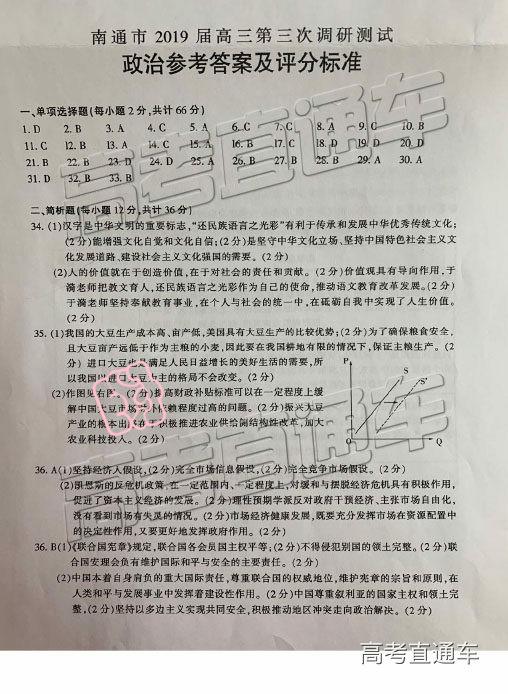 南通市 2019 届高三第三次调研测试
政治参考答案及评分标准
一、单项选择题(每小题2分,共计66分)
1. D 2. B 3. A 4. C 5. A 6. C 7. C 8. A 9. C 10. B
11. C 12. B 13. A 14. C 15. A 16. B 17. C 18. D 19. D 20. D
21. B 22. B 23. D 24. D 25. A 26. B 27. B 28. B 29. A 30. A
31. D 32. B 33. B
二、简析题(每小题12分,共计36分)
34. (1)汉字是中华文明的重要标志,“还民族语言之光彩”有利于传承和发展中华优秀传统文化;
(2分)能增强文化自觉和文化自信;(2分)是坚守中华文化立场、坚持中国特色社会主义文
化发展道路,建设社会主义文化强国的需要。(2分)
(2)人的价值就在于创造价值,在于对社会的责任和贡献。(2分)价值观具有导向作用,于
漪老师把教文育人,还民族语言之光彩作为自己的使命,推动语文教育改革发展。(2分)
于漪老师坚持奉献教育事业,在个人与社会的统一中,在砥砺自我中实现了人生价值。
(2分)
35. (1)我国的大豆生产成本高、亩产低,美国具有大豆生产的比较优势;(2分)为了确保粮食安全,
且大豆亩产远低于作为主粮的小麦,因此要在我国耕地有限的情况下,保证主粮生产。(2
分)进口大豆也是满足人民日益增长的美好生活的需要,所
以我国以进口大豆为主的格局不会改变。(2分)
(2)作图见右图。(2分)提高财政补贴标准可以在一定程度上缓
解中国大豆市场对外依赖程度过高的问题。(2分)振兴大豆
产业的根本出路在于积极推进农业供给侧结构性改革,加大
农业科技投入。(2分)
P
S
S'
O
Q
36. A(1)坚持经济人假设,(2分)完全市场信息假设,(2分)完全竞争市场假设。(2分)
(2)凯恩斯的反危机政策,在一定范围内、一定程度上,对缓和与摆脱经济危机具有积极作用,
促进了资本主义经济的发展。(2分)理性预期学派反对政府干预经济、主张市场自由化,
没有看到市场有失灵的情况。(2分)市场经济健康发展,既要充分发挥市场在资源配置中
的决定性作用,又要更好地发挥政府作用。(2分)
36. B(1)《联合国宪章》规定,联合国各会员国主权平等;(2分)不得侵犯别国的领土完整。(2分)联
合国安理会负有维护国际和平与安全的主要责任。(2分)
(2)中国本着自身肩负的重大国际责任,尊重联合国的权威地位,维护宪章的宗旨和原则,在
人类和平与发展事业中发挥着建设性作用。(2分)中国尊重叙利亚的国家主权和领土完
整,(2分)坚持以多边主义实现共同安全,积极推动地区冲突走向政治解决。(2分)
高考直通车
高考直通车
高考直通车